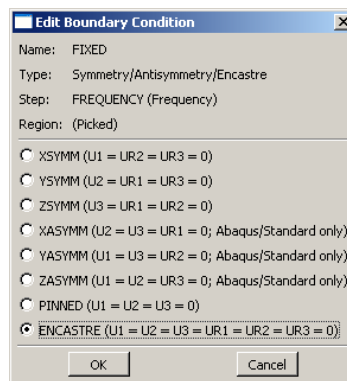 Edit Boundary Condition
Name: FIXED
Type: Symmetry/Antisymmetry/Encastre
Step: FREQUENCY (Frequency)
Region: (Picked)
XSYMM (U1 = UR2 = UR3 = 0)
YSYMM (U2 = UR1 = UR3 = 0)
ZSYMM (U3 = UR1 = UR2 = 0)
XASYMM (U2 = U3 = UR1 = 0; Abaqus/Standard only)
YASYMM (U1 = U3 = UR2 = 0; Abaqus/Standard only)
ZASYMM (U1 = U2 = UR3 = 0; Abaqus/Standard only)
PINNED (U1 = U2 = U3 = 0)
ENCASTRE (U1 = U2 = U3 = UR1 = UR2 = UR3 = 0)
OK Cancel